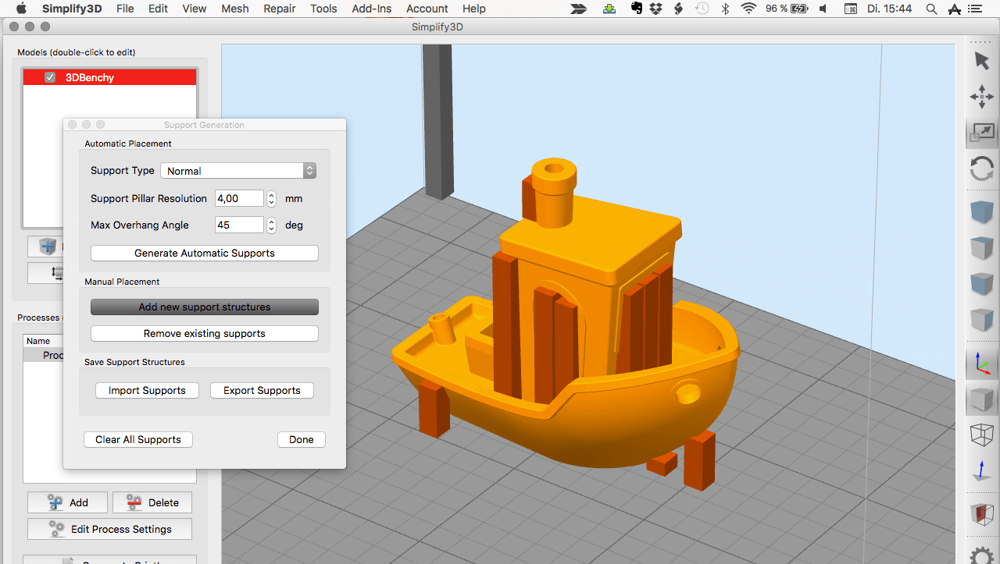 Simplify3D File Edit View Mesh Repair Tools Add-Ins Account Help 96 % Di. 15:44
Simplify3D
Models (double-click to edit)
3DBenchy
Support Generation
Automatic Placement
Support Type Normal
Support Pillar Resolution 4,00 mm
Max Overhang Angle 45 deg
Generate Automatic Supports
Manual Placement
Add new support structures
Remove existing supports
Save Support Structures
Import Supports Export Supports
Clear All Supports Done
Processes
Name
Proc
Add Delete
Edit Process Settings